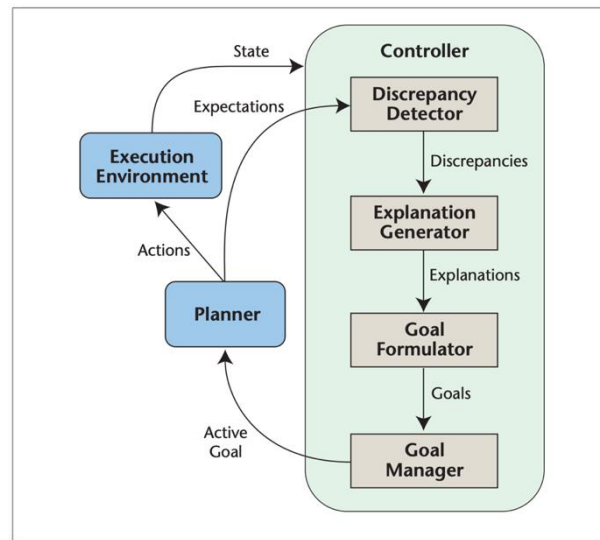 State
Controller
Expectations
Discrepancy
Detector
Execution
Environment
Discrepancies
Explanation
Generator
Actions
Explanations
Planner
Goal
Formulator
Goals
Active
Goal
Goal
Manager